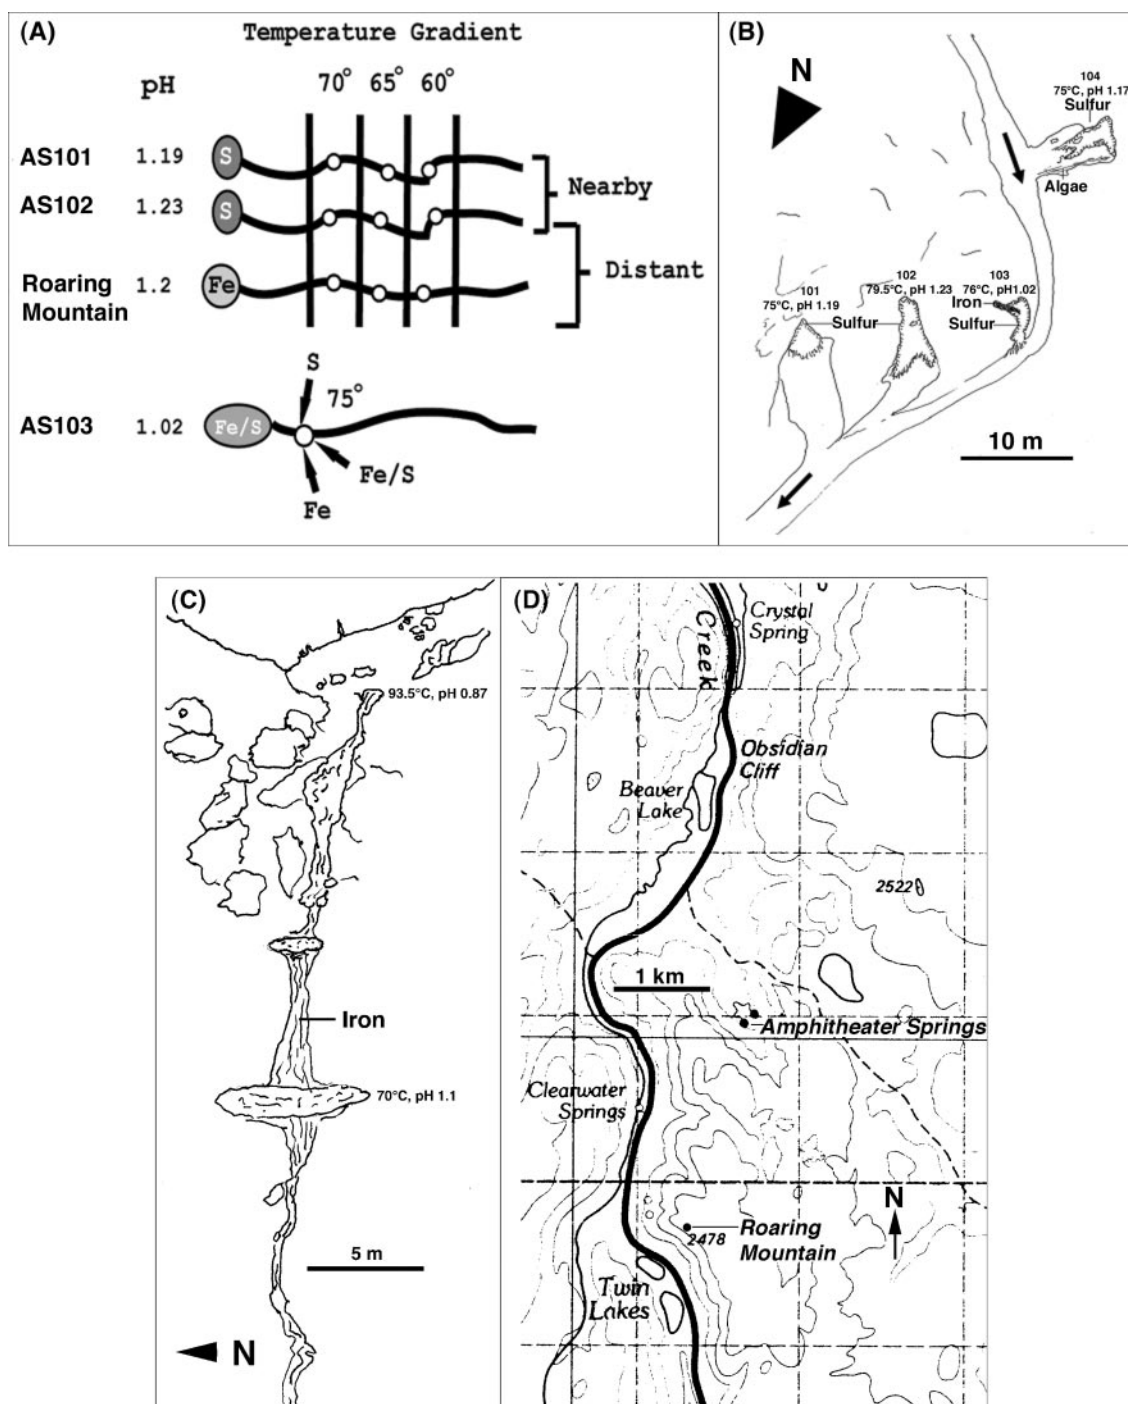 (A)
Temperature Gradient
pH
70° 65° 60°
AS101 1.19 S
Nearby
AS102 1.23 S
Distant
Roaring
Mountain
1.2 Fe
S
75°
AS103 1.02 Fe/S
Fe/S
Fe
(B)
N
104
75°C, pH 1.17
Sulfur
Algae
102
79.5°C, pH 1.23
103
76°C, pH1.02
101
75°C, pH 1.19
Iron
Sulfur
Sulfur
10 m
(C)
93.5°C, pH 0.87
Iron
70°C, pH 1.1
5 m
N
(D)
Creek
Crystal
Spring
Obsidian
Cliff
Beaver
Lake
2522
1 km
Amphitheater Springs
Clearwater
Springs
N
Roaring
Mountain
2478
Twin
Lakes